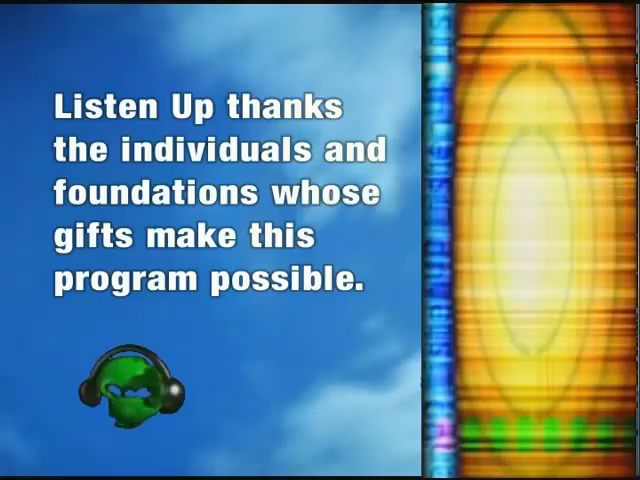 Listen Up thanks
the individuals and
foundations whose
gifts make this
program possible.